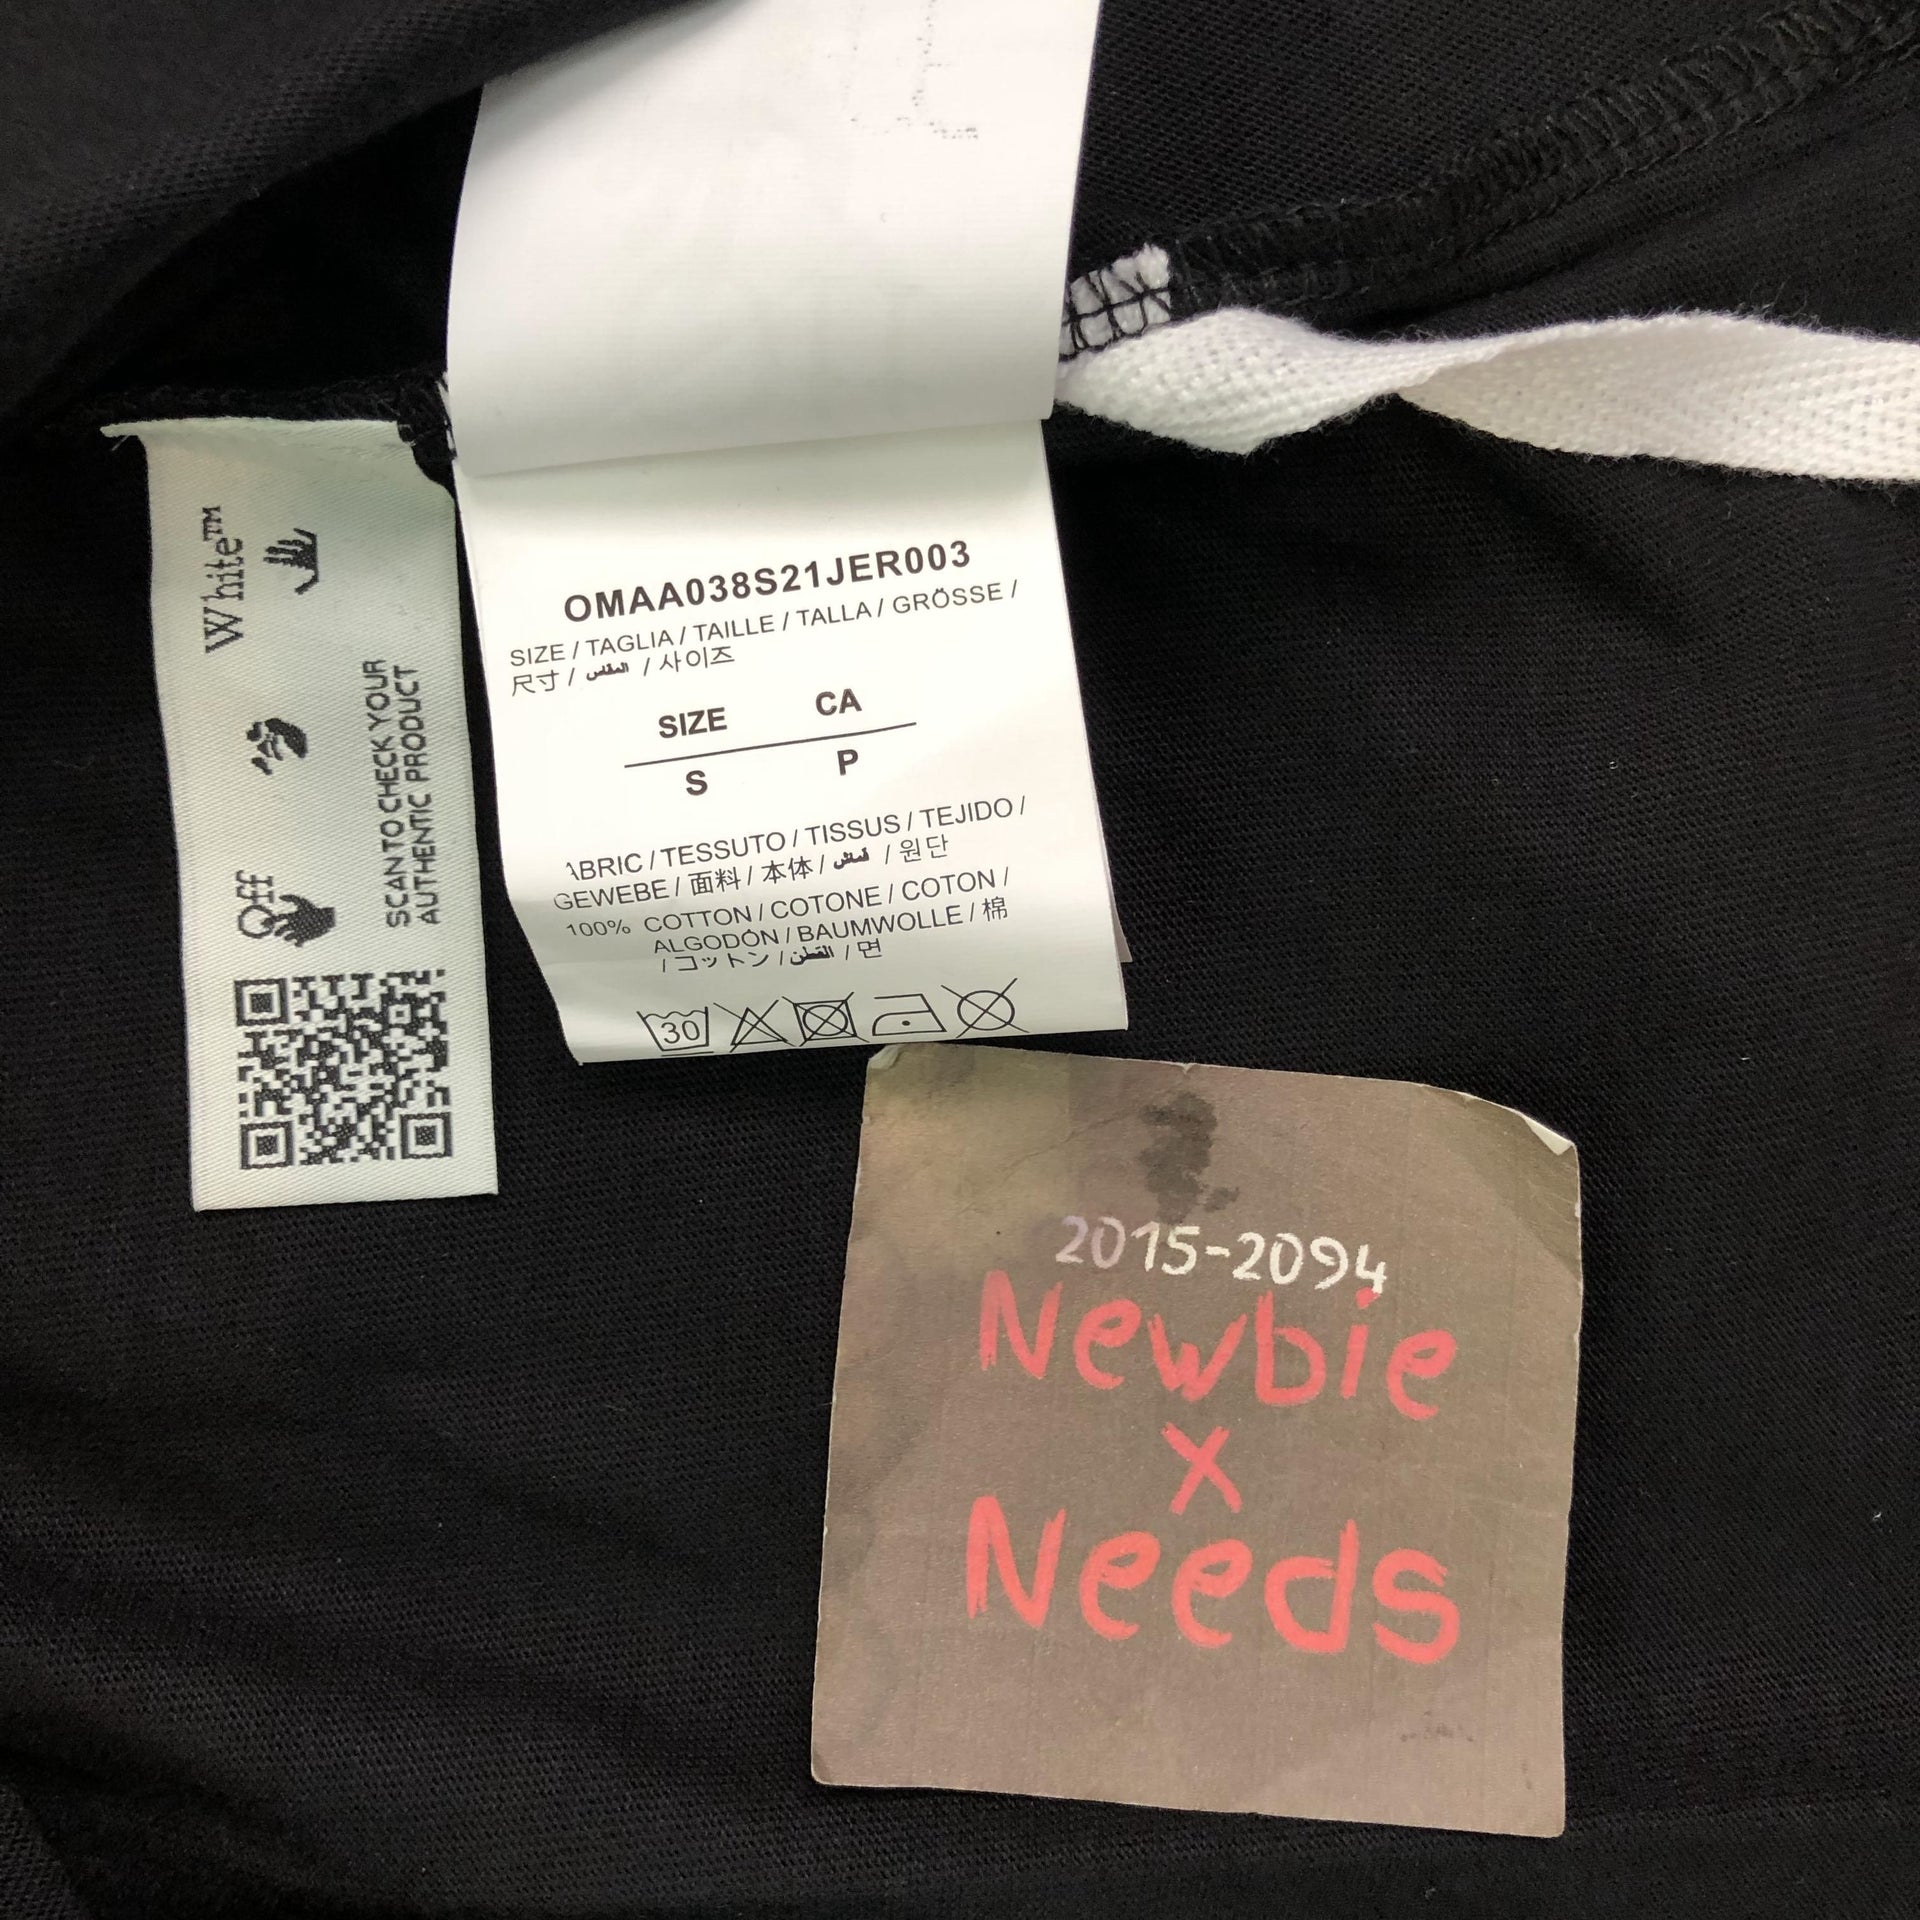 White™
Off
SCAN TO CHECK YOUR
AUTHENTIC PRODUCT
OMAA038S21JER003
SIZE / TAGLIA / TAILLE / TALLA / GRÖSSE /
尺寸 / المقاس / 사이즈
SIZE CA
S P
ABRIC / TESSUTO / TISSUS / TEJIDO /
GEWEBE / 面料 / 本体 / قماش / 원단
100% COTTON / COTONE / COTON /
ALGODÓN / BAUMWOLLE / 棉
/ コットン / القطن / 면
30
2015-2094
Newbie
x
Needs